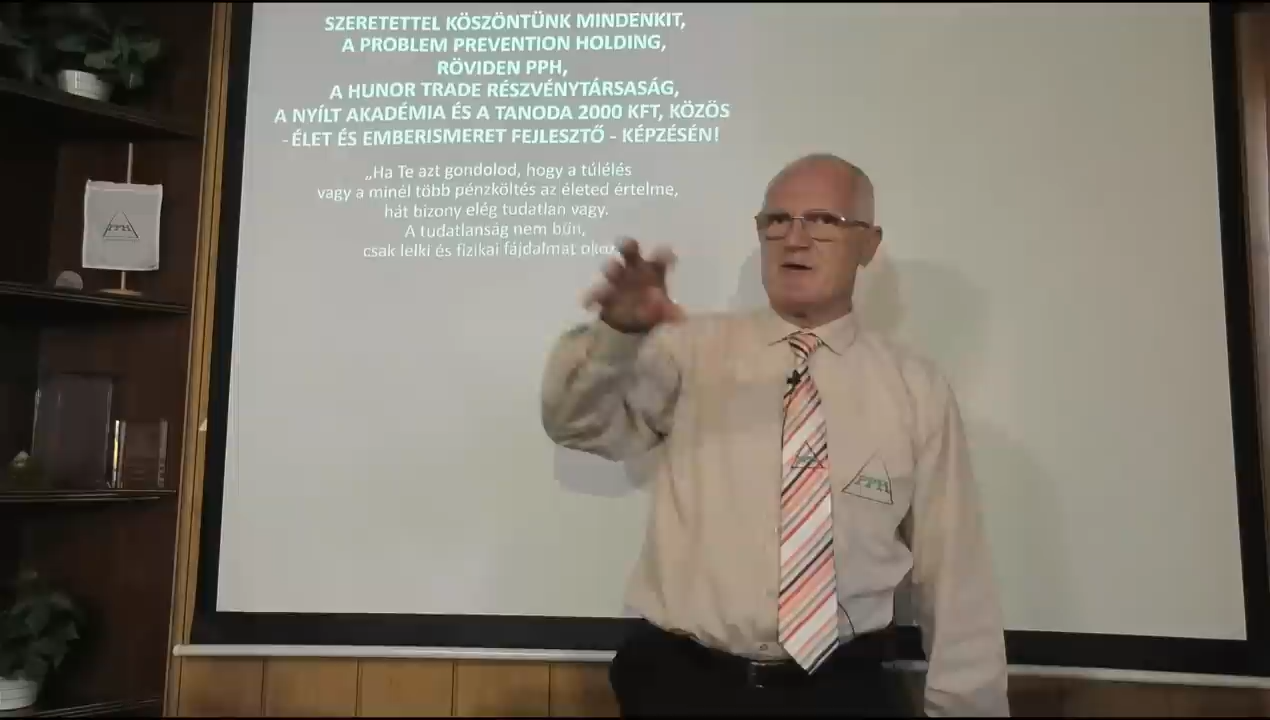 SZERETETTEL KÖSZÖNTÜNK MINDENKIT,
A PROBLEM PREVENTION HOLDING,
RÖVIDEN PPH,
A HUNOR TRADE RÉSZVÉNYTÁRSASÁG,
A NYÍLT AKADÉMIA ÉS A TANODA 2000 KFT, KÖZÖS
- ÉLET ÉS EMBERISMERET FEJLESZTŐ - KÉPZÉSÉN!
„Ha Te azt gondolod, hogy a túlélés
vagy a minél több pénzköltés az életed értelme,
hát bizony elég tudatlan vagy.
A tudatlanság nem bűn,
csak lelki és fizikai fájdalmat
PPH
PPH